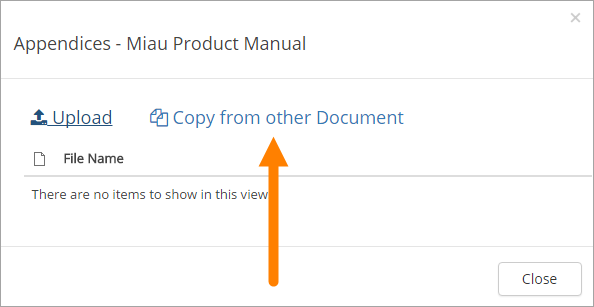 Appendices - Miau Product Manual
Upload
Copy from other Document
File Name
There are no items to show in this view
Close